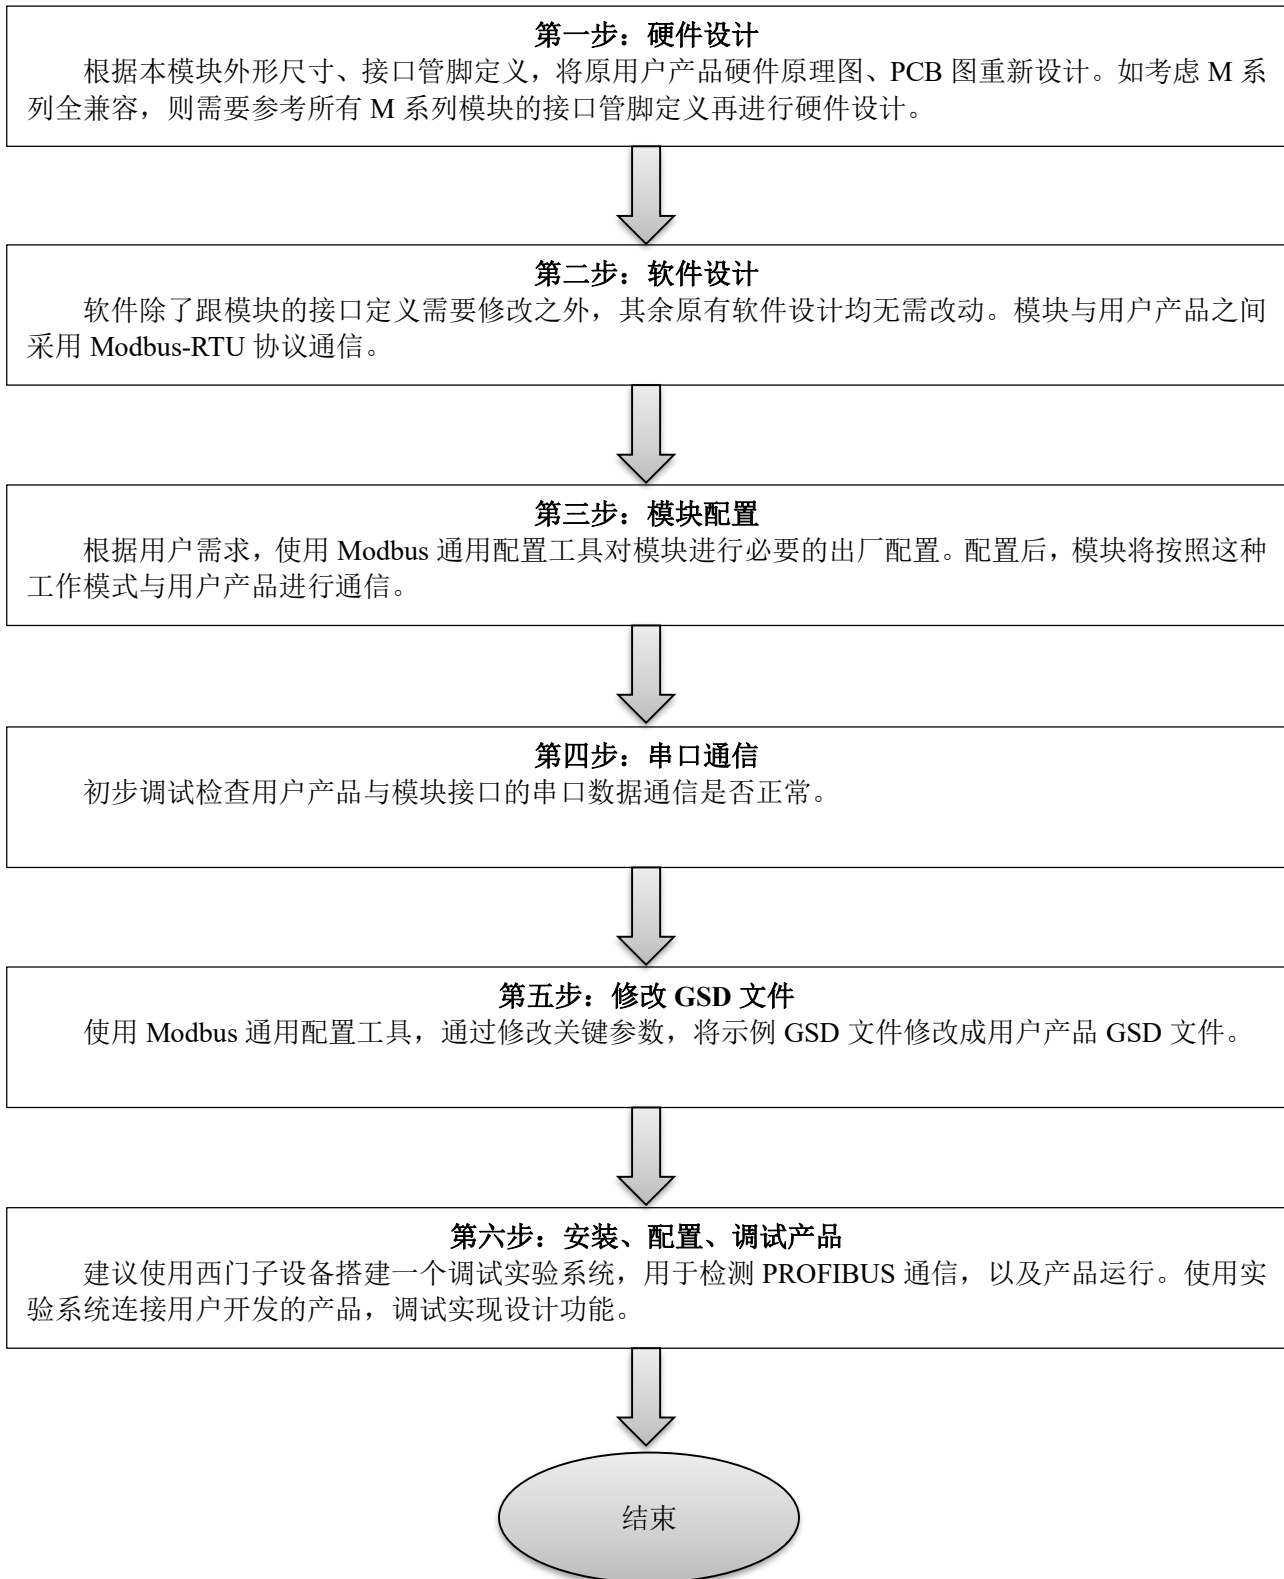 第一步：硬件设计
根据本模块外形尺寸、接口管脚定义，将原用户产品硬件原理图、PCB 图重新设计。如考虑 M 系
列全兼容，则需要参考所有 M 系列模块的接口管脚定义再进行硬件设计。
第二步：软件设计
软件除了跟模块的接口定义需要修改之外，其余原有软件设计均无需改动。模块与用户产品之间
采用 Modbus-RTU 协议通信。
第三步：模块配置
根据用户需求，使用 Modbus 通用配置工具对模块进行必要的出厂配置。配置后，模块将按照这种
工作模式与用户产品进行通信。
第四步：串口通信
初步调试检查用户产品与模块接口的串口数据通信是否正常。
第五步：修改 GSD 文件
使用 Modbus 通用配置工具，通过修改关键参数，将示例 GSD 文件修改成用户产品 GSD 文件。
第六步：安装、配置、调试产品
建议使用西门子设备搭建一个调试实验系统，用于检测 PROFIBUS 通信，以及产品运行。使用实
验系统连接用户开发的产品，调试实现设计功能。
结束